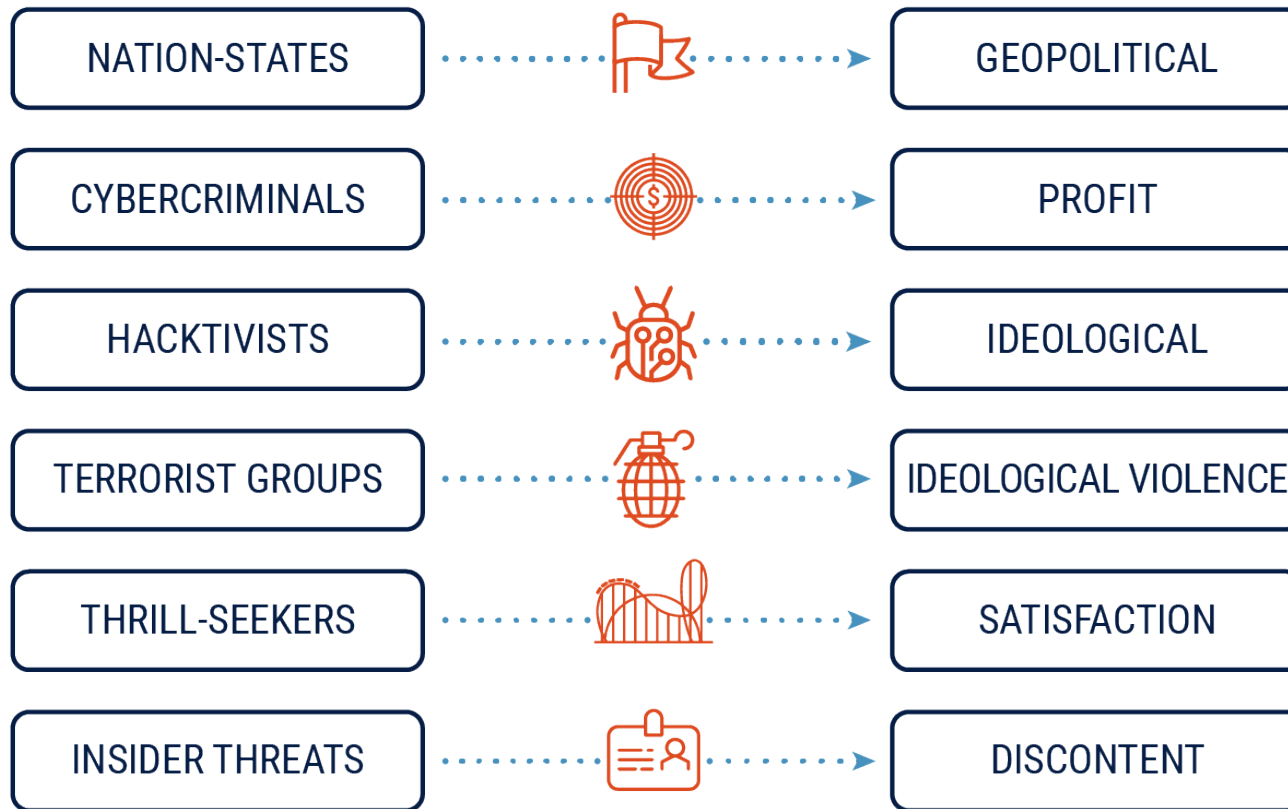 NATION-STATES
GEOPOLITICAL
CYBERCRIMINALS
$
PROFIT
HACKTIVISTS
IDEOLOGICAL
TERRORIST GROUPS
IDEOLOGICAL VIOLENCE
THRILL-SEEKERS
SATISFACTION
INSIDER THREATS
DISCONTENT